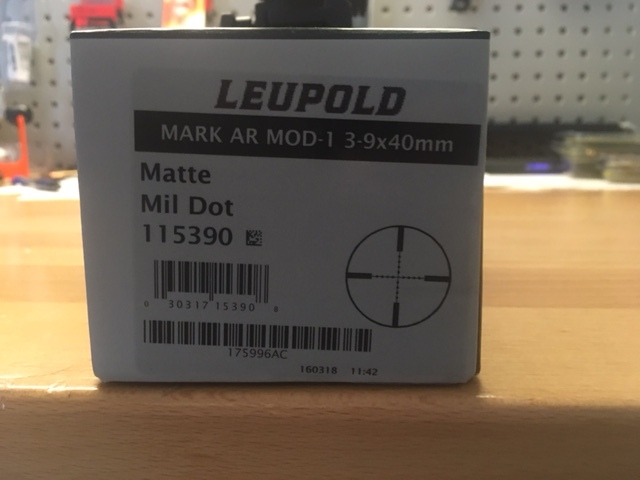 LEUPOLD
MARK AR MOD-1 3-9x40mm
Matte
Mil Dot
115390
0 30317 15390 8
175996AC
160318 11:42